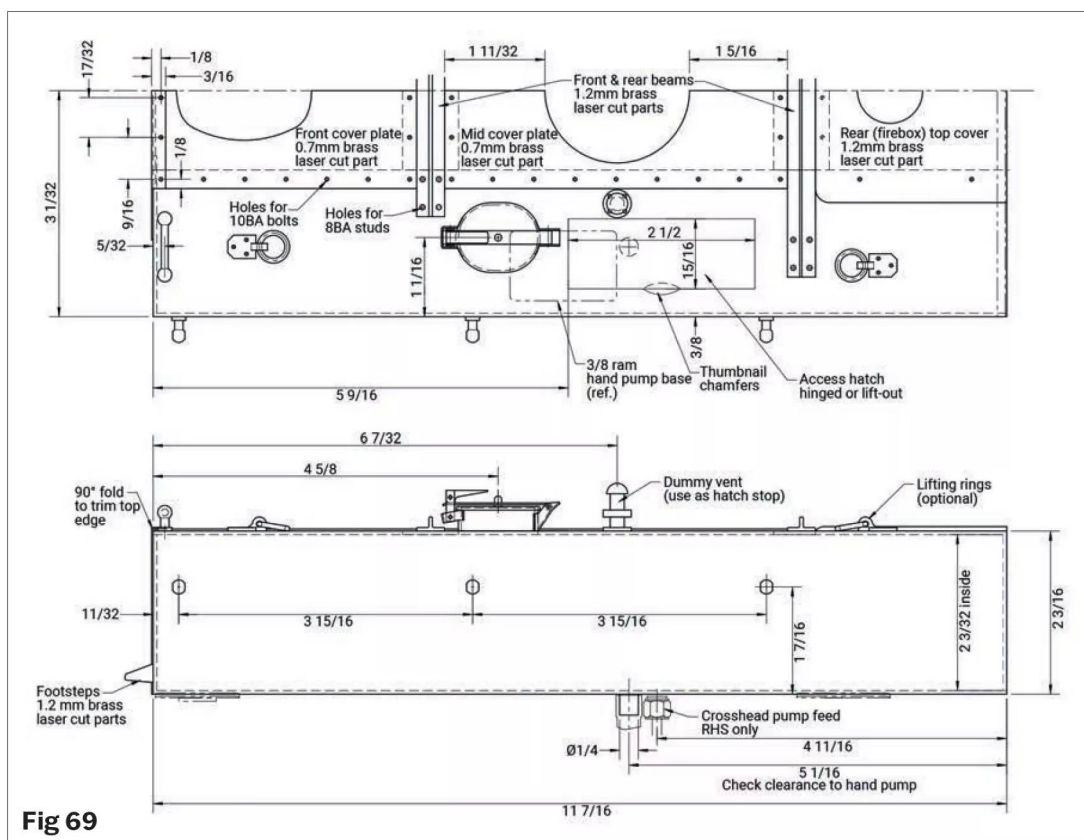 17/32
1/8
3/16
1 11/32
1 5/16
Front & rear beams
1.2mm brass
laser cut parts
Front cover plate
0.7mm brass
laser cut part
Mid cover plate
0.7mm brass
laser cut part
Rear (firebox) top cover
1.2mm brass
laser cut part
3 1/32
1/8
9/16
Holes for
10BA bolts
Holes for
8BA studs
5/32
1 1/16
2 1/2
15/16
3/8
3/8 ram
hand pump base
(ref.)
Thumbnail
chamfers
Access hatch
hinged or lift-out
5 9/16
6 7/32
4 5/8
90° fold
to trim top
edge
Dummy vent
(use as hatch stop)
Lifting rings
(optional)
11/32
3 15/16
3 15/16
1 7/16
2 3/32 inside
2 3/16
Footsteps
1.2 mm brass
laser cut parts
Crosshead pump feed
RHS only
Ø1/4
4 11/16
5 1/16
Check clearance to hand pump
11 7/16
Fig 69